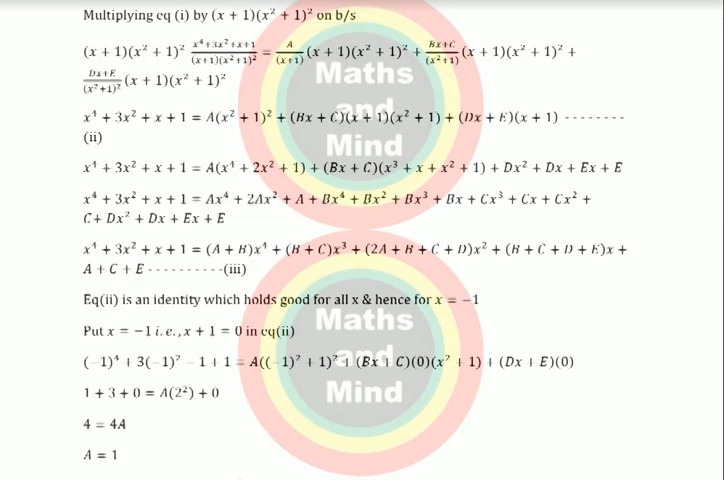 Multiplying eq (i) by (x + 1)(x² + 1)² on b/s
(x + 1)(x² + 1)² (x⁴+3x²+x+1)/((x+1)(x²+1)²) = A/(x+1) (x + 1)(x² + 1)² + (Bx+C)/(x²+1) (x + 1)(x² + 1)² +
(Dx+E)/(x²+1)² (x + 1)(x² + 1)²
x⁴ + 3x² + x + 1 = A(x² + 1)² + (Bx + C)(x + 1)(x² + 1) + (Dx + E)(x + 1) --------
(ii)
x⁴ + 3x² + x + 1 = A(x⁴ + 2x² + 1) + (Bx + C)(x³ + x + x² + 1) + Dx² + Dx + Ex + E
x⁴ + 3x² + x + 1 = Ax⁴ + 2Ax² + A + Bx⁴ + Bx² + Bx³ + Bx + Cx³ + Cx + Cx² +
C + Dx² + Dx + Ex + E
x⁴ + 3x² + x + 1 = (A + B)x⁴ + (B + C)x³ + (2A + B + C + D)x² + (B + C + D + E)x +
A + C + E ----------(iii)
Eq(ii) is an identity which holds good for all x & hence for x = −1
Put x = −1 i.e., x + 1 = 0 in eq(ii)
(−1)⁴ + 3(−1)² − 1 + 1 = A((−1)² + 1)² + (Bx + C)(0)(x² + 1) + (Dx + E)(0)
1 + 3 + 0 = A(2²) + 0
4 = 4A
A = 1
Maths
and
Mind
Maths
and
Mind